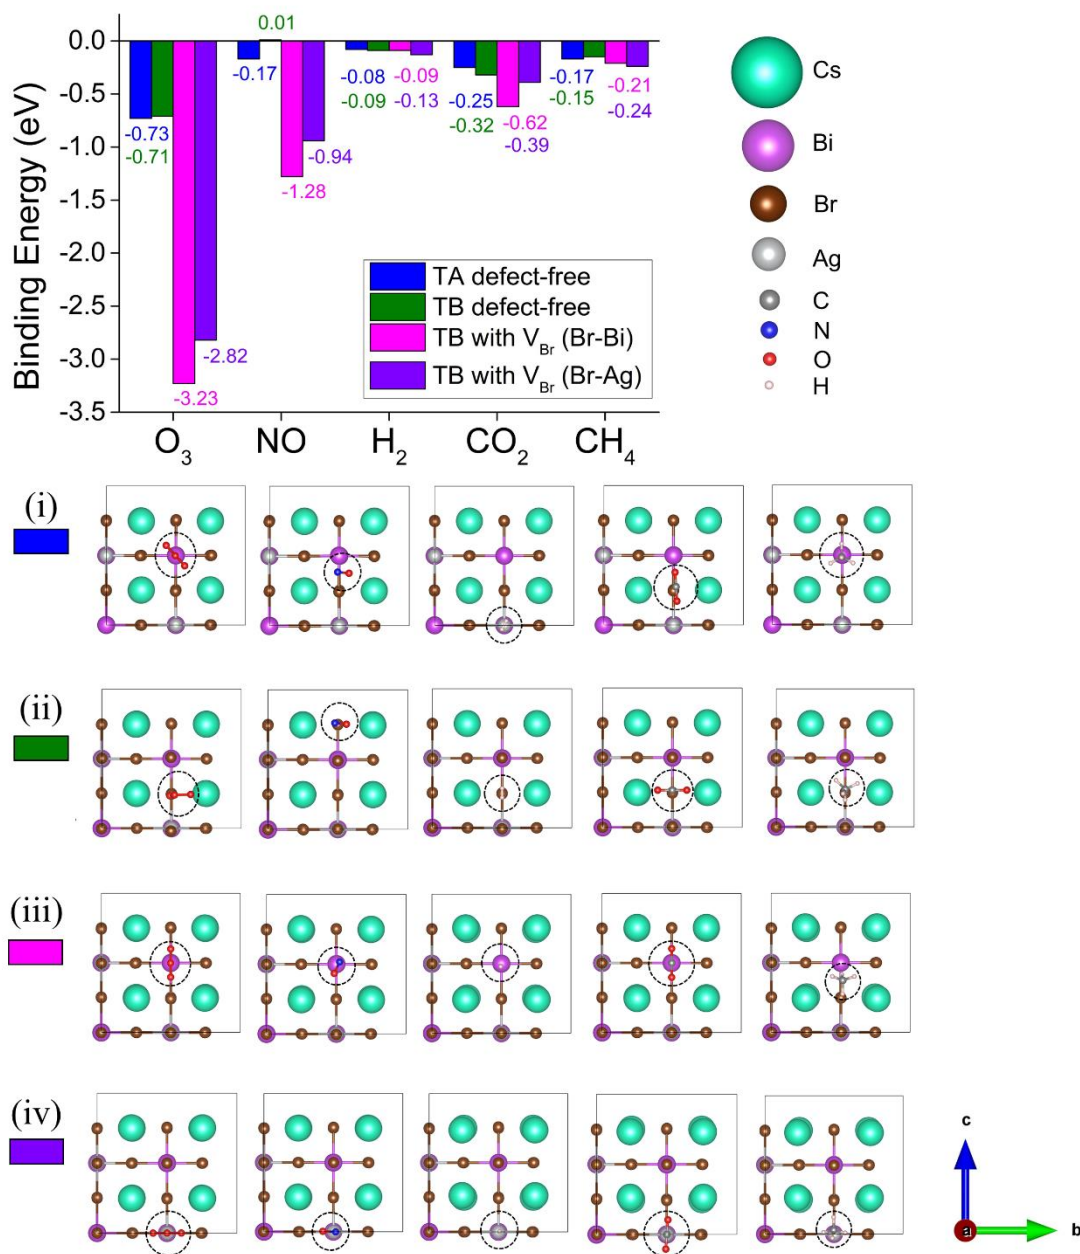 Binding Energy (eV)
0.0
-0.5
-1.0
-1.5
-2.0
-2.5
-3.0
-3.5
0.01
-0.73
-0.71
-3.23
-2.82
-0.17
-1.28
-0.94
-0.08 -0.09
-0.09 -0.13
-0.25
-0.32
-0.62
-0.39
-0.17
-0.15
-0.21
-0.24
TA defect-free
TB defect-free
TB with V_Br (Br-Bi)
TB with V_Br (Br-Ag)
O₃ NO H₂ CO₂ CH₄
Cs
Bi
Br
Ag
C
N
O
H
(i)
(ii)
(iii)
(iv)
c
a
b